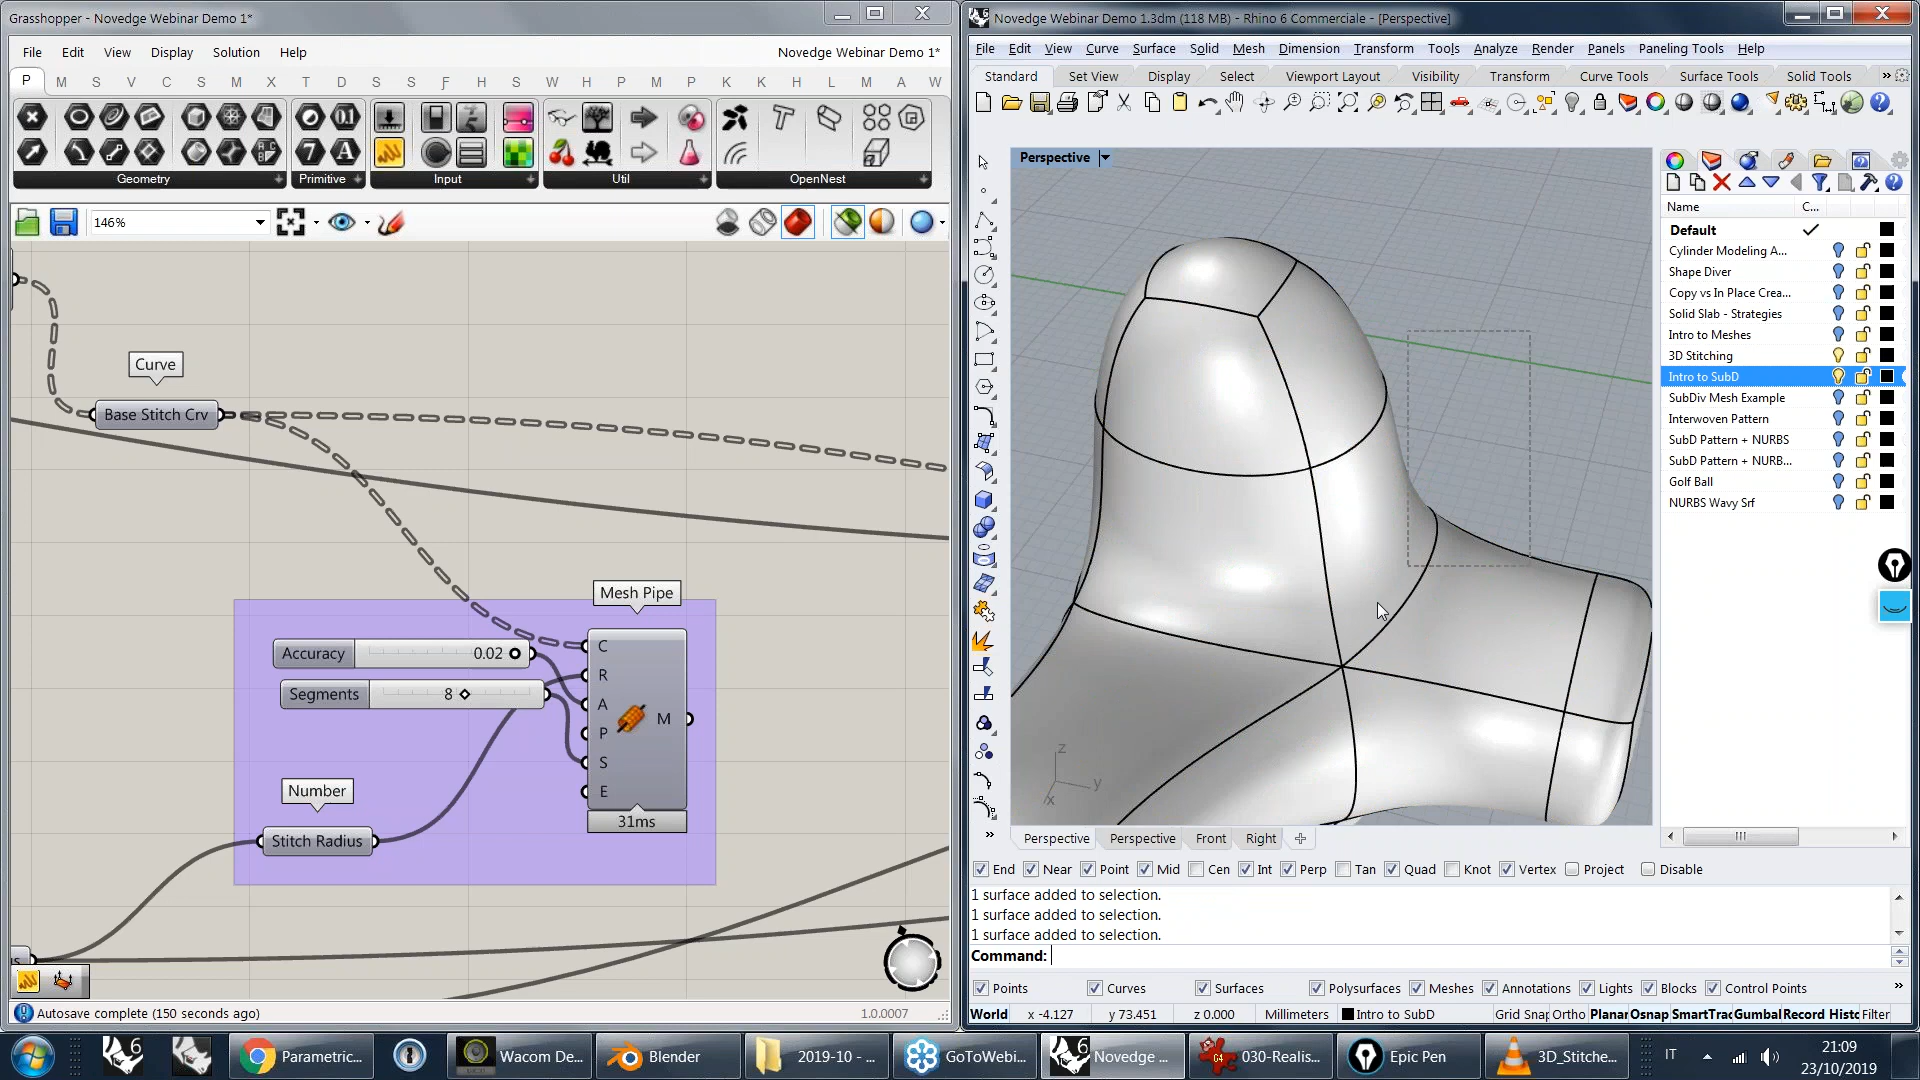 Grasshopper - Novedge Webinar Demo 1*
File Edit View Display Solution Help
Novedge Webinar Demo 1*
P M S V C S M X T D S S F H S W H P M P K K H L M A W
Geometry
Primitive
Input
Util
OpenNest
146%
Curve
Base Stitch Crv
Mesh Pipe
Accuracy 0.02
Segments 8
C
R
A
P
S
E
M
31ms
Number
Stitch Radius
Autosave complete (150 seconds ago)
1.0.0007
Novedge Webinar Demo 1.3dm (118 MB) - Rhino 6 Commerciale - [Perspective]
File Edit View Curve Surface Solid Mesh Dimension Transform Tools Analyze Render Panels Paneling Tools Help
Standard Set View Display Select Viewport Layout Visibility Transform Curve Tools Surface Tools Solid Tools
Perspective
z
y
x
Name C...
Default
Cylinder Modeling A...
Shape Diver
Copy vs In Place Crea...
Solid Slab - Strategies
Intro to Meshes
3D Stitching
Intro to SubD
SubDiv Mesh Example
Interwoven Pattern
SubD Pattern + NURBS
SubD Pattern + NURB...
Golf Ball
NURBS Wavy Srf
Perspective Perspective Front Right
End Near Point Mid Cen Int Perp Tan Quad Knot Vertex Project Disable
1 surface added to selection.
1 surface added to selection.
1 surface added to selection.
Command:
Points Curves Surfaces Polysurfaces Meshes Annotations Lights Blocks Control Points
World x -4.127 y 73.451 z 0.000 Millimeters Intro to SubD Grid Snap Ortho Planar Osnap SmartTrac Gumbal Record Histo Filter
Parametric...
Wacom De...
Blender
2019-10 - ...
GoToWebi...
Novedge ...
030-Realis...
Epic Pen
3D_Stitche...
IT
21:09
23/10/2019